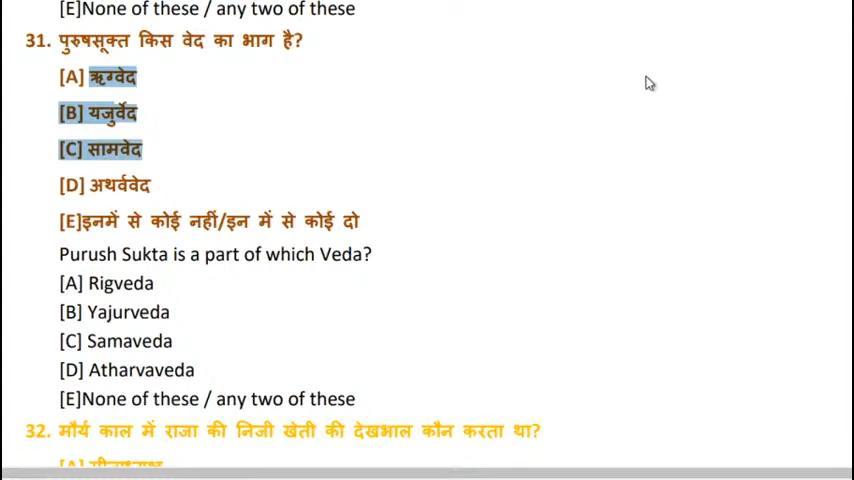 [E]None of these / any two of these
31. पुरुषसूक्त किस वेद का भाग है?
[A] ऋग्वेद
[B] यजुर्वेद
[C] सामवेद
[D] अथर्ववेद
[E]इनमें से कोई नहीं/इन में से कोई दो
Purush Sukta is a part of which Veda?
[A] Rigveda
[B] Yajurveda
[C] Samaveda
[D] Atharvaveda
[E]None of these / any two of these
32. मौर्य काल में राजा की निजी खेती की देखभाल कौन करता था?
[A]